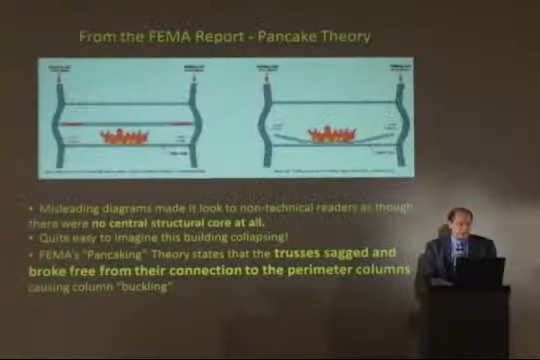 From the FEMA Report - Pancake Theory
• Misleading diagrams made it look to non-technical readers as though
there were no central structural core at all.
• Quite easy to imagine this building collapsing!
• FEMA's "Pancaking" Theory states that the trusses sagged and
broke free from their connection to the perimeter columns
causing column "buckling"